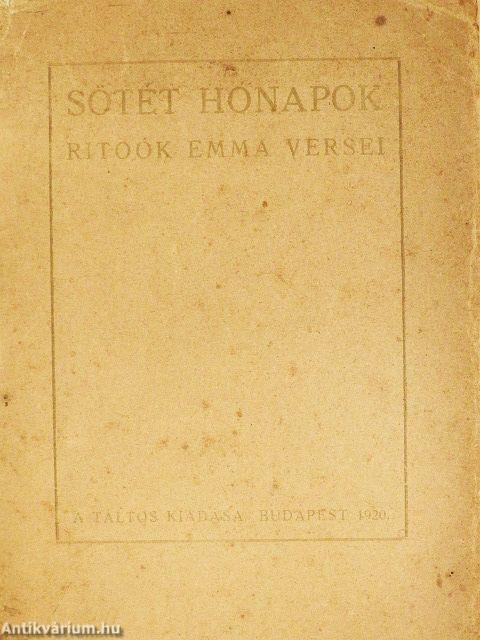 SÖTÉT HÓNAPOK
RITOÓK EMMA VERSEI
A TÁLTOS KIADÁSA BUDAPEST 1920.
Antikvárium.hu